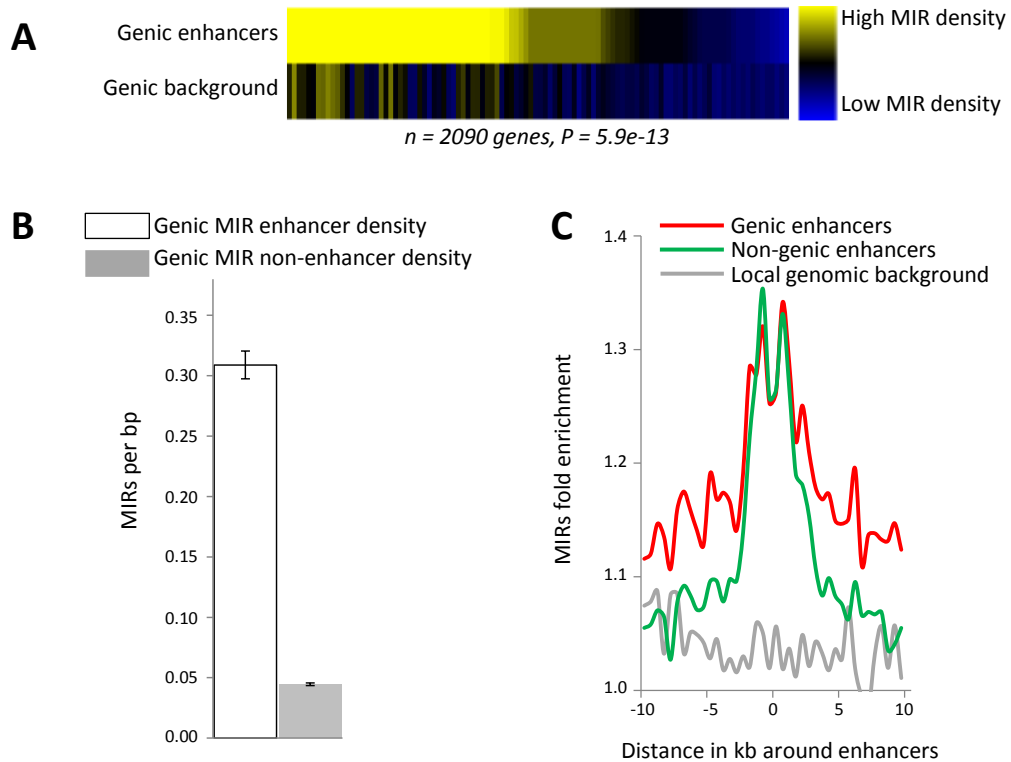 A
Genic enhancers
Genic background
High MIR density
Low MIR density
n = 2090 genes, P = 5.9e-13
B
Genic MIR enhancer density
Genic MIR non-enhancer density
MIRs per bp
0.35
0.30
0.25
0.20
0.15
0.10
0.05
0.00
C
Genic enhancers
Non-genic enhancers
Local genomic background
MIRs fold enrichment
1.4
1.3
1.2
1.1
1.0
-10 -5 0 5 10
Distance in kb around enhancers